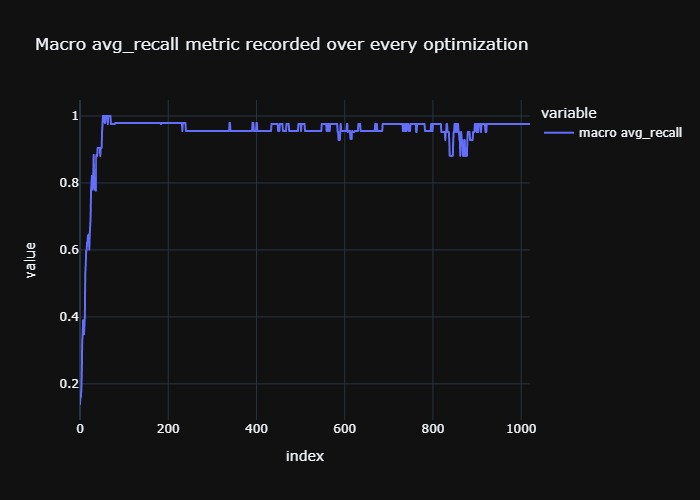 Macro avg_recall metric recorded over every optimization
variable
macro avg_recall
value
1
0.8
0.6
0.4
0.2
0
200
400
600
800
1000
index